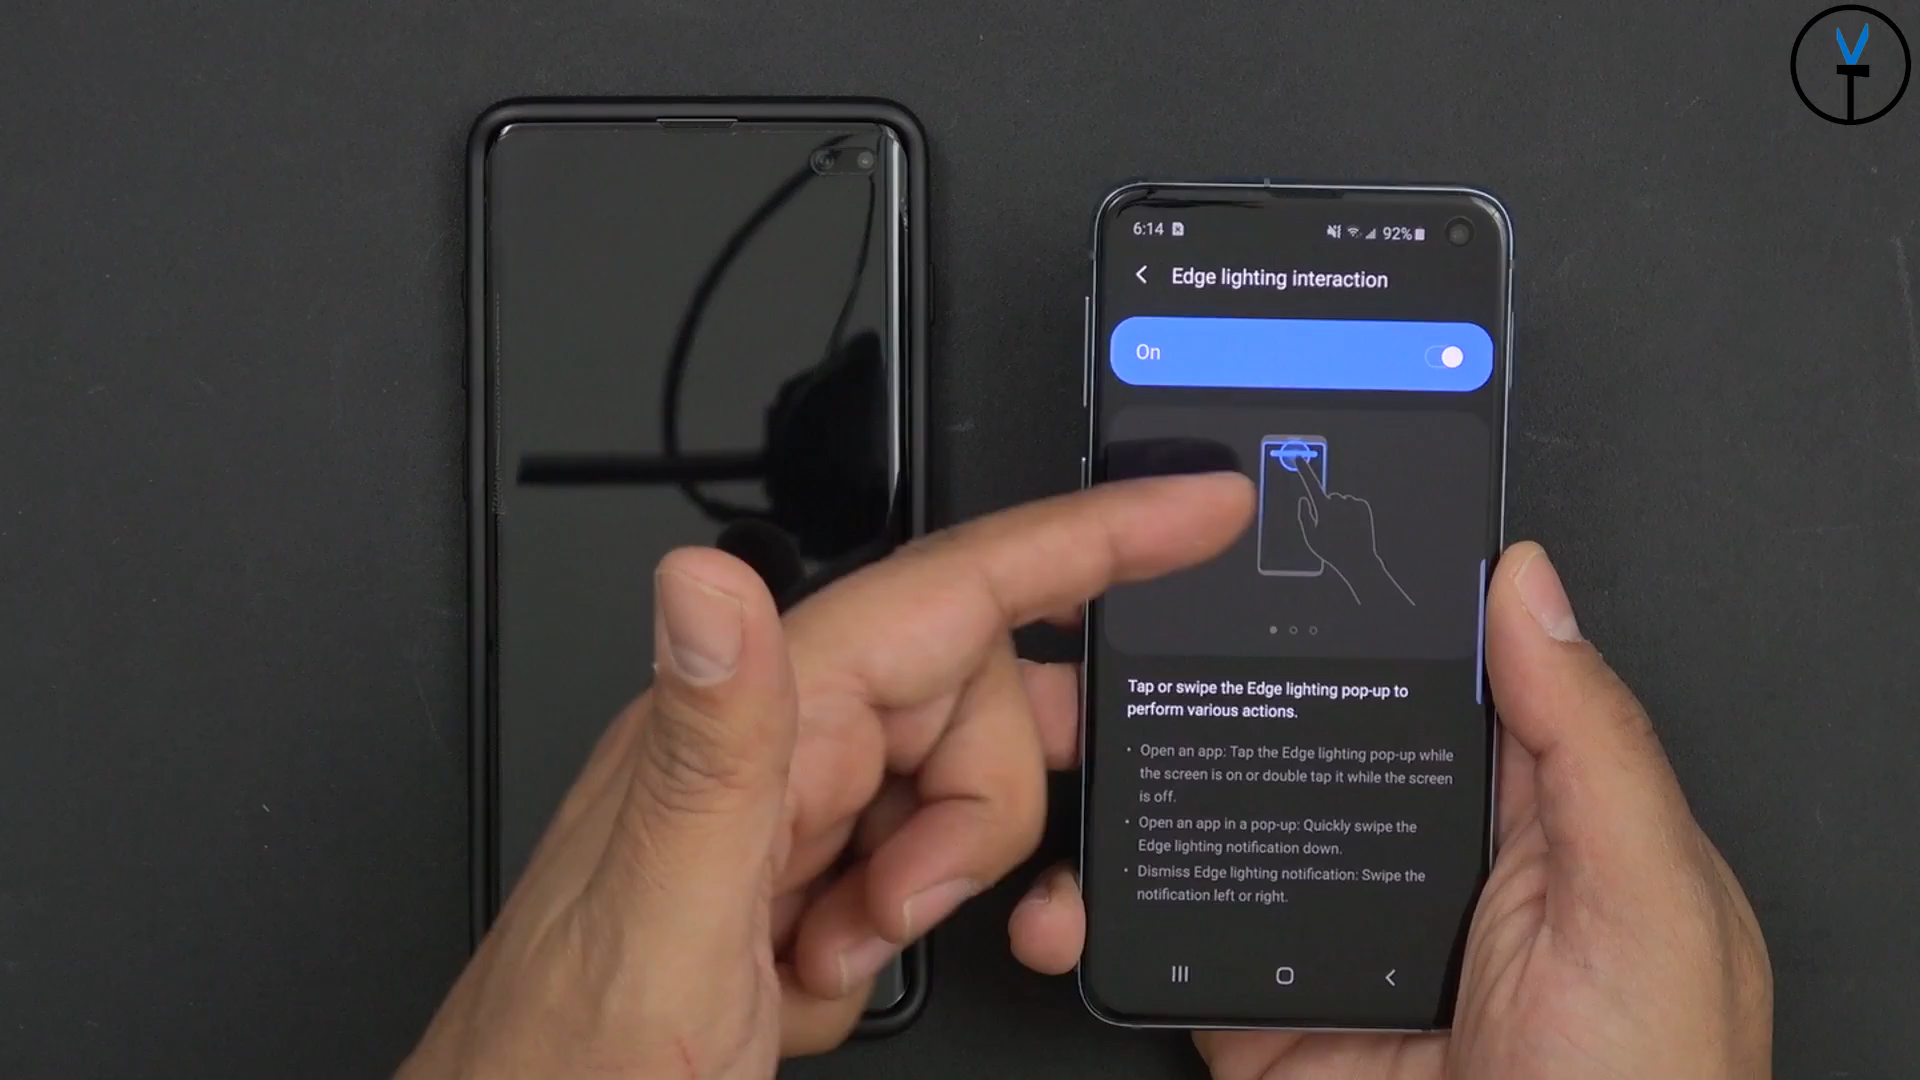 VT
6:14
92%
Edge lighting interaction
On
Tap or swipe the Edge lighting pop-up to
perform various actions.
• Open an app: Tap the Edge lighting pop-up while
the screen is on or double tap it while the screen
is off.
• Open an app in a pop-up: Quickly swipe the
Edge lighting notification down.
• Dismiss Edge lighting notification: Swipe the
notification left or right.